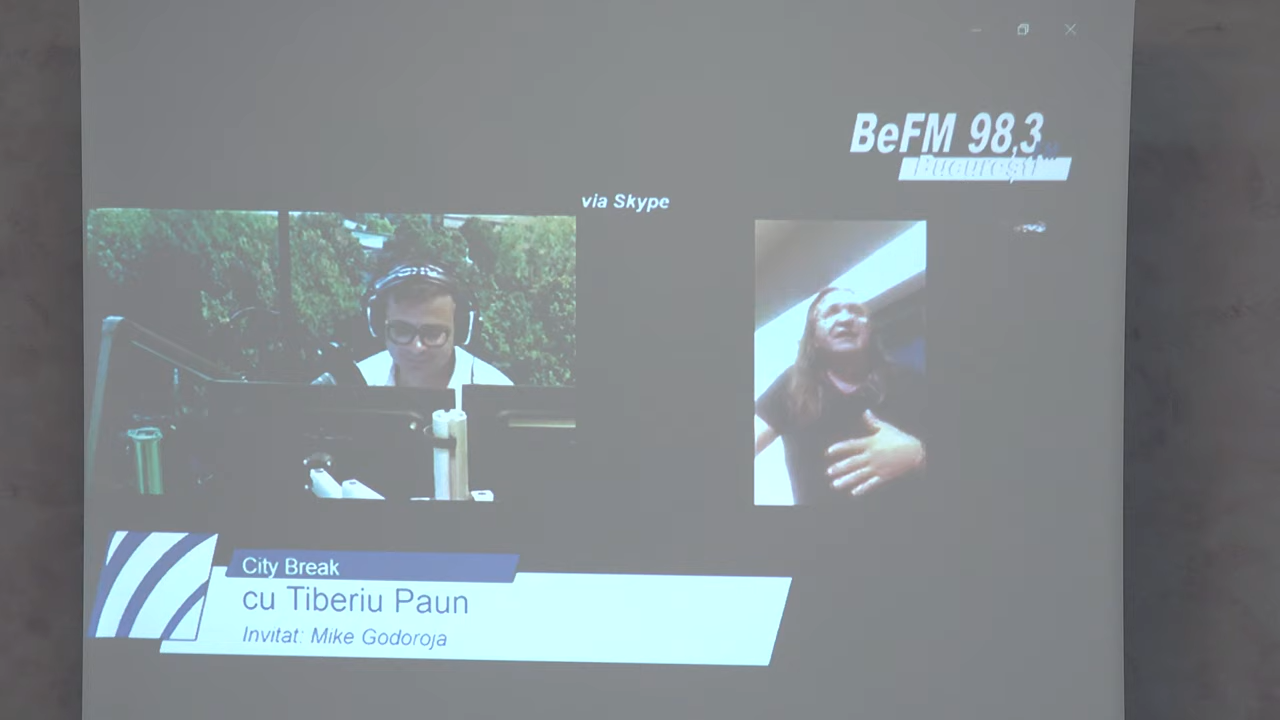 BeFM 98,3
București
via Skype
City Break
cu Tiberiu Paun
Invitat: Mike Godoroja